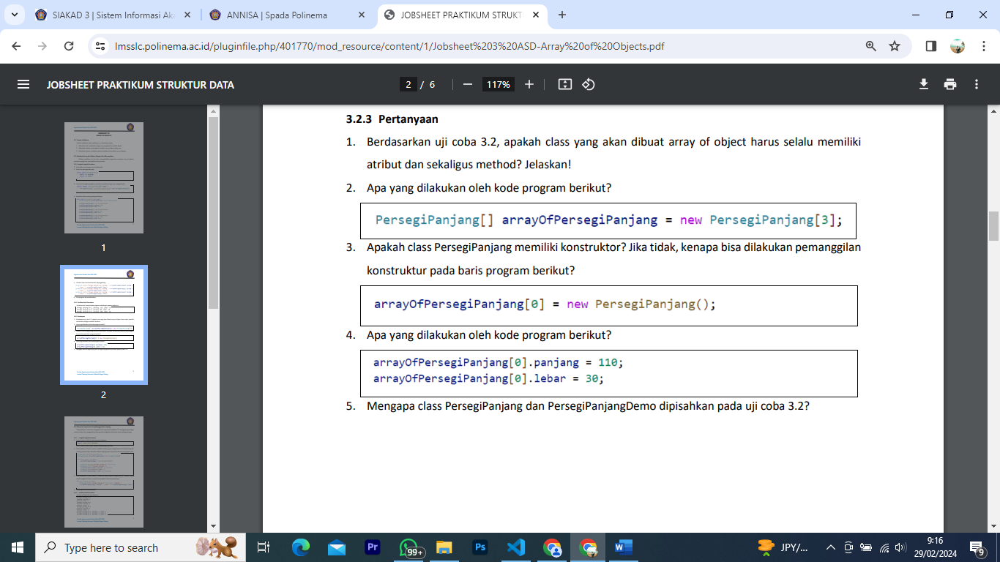 SIAKAD 3 | Sistem Informasi Ak
ANNISA | Spada Polinema
JOBSHEET PRAKTIKUM STRUKT
lmsslc.polinema.ac.id/pluginfile.php/401770/mod_resource/content/1/Jobsheet%203%20ASD-Array%20of%20Objects.pdf
JOBSHEET PRAKTIKUM STRUKTUR DATA
2 / 6
117%
1
2
3.2.3 Pertanyaan
1. Berdasarkan uji coba 3.2, apakah class yang akan dibuat array of object harus selalu memiliki
atribut dan sekaligus method? Jelaskan!
2. Apa yang dilakukan oleh kode program berikut?
PersegiPanjang[] arrayOfPersegiPanjang = new PersegiPanjang[3];
3. Apakah class PersegiPanjang memiliki konstruktor? Jika tidak, kenapa bisa dilakukan pemanggilan
konstruktur pada baris program berikut?
arrayOfPersegiPanjang[0] = new PersegiPanjang();
4. Apa yang dilakukan oleh kode program berikut?
arrayOfPersegiPanjang[0].panjang = 110;
arrayOfPersegiPanjang[0].lebar = 30;
5. Mengapa class PersegiPanjang dan PersegiPanjangDemo dipisahkan pada uji coba 3.2?
Type here to search
Pr
99+
Ps
W
JPY/...
9:16
29/02/2024
9